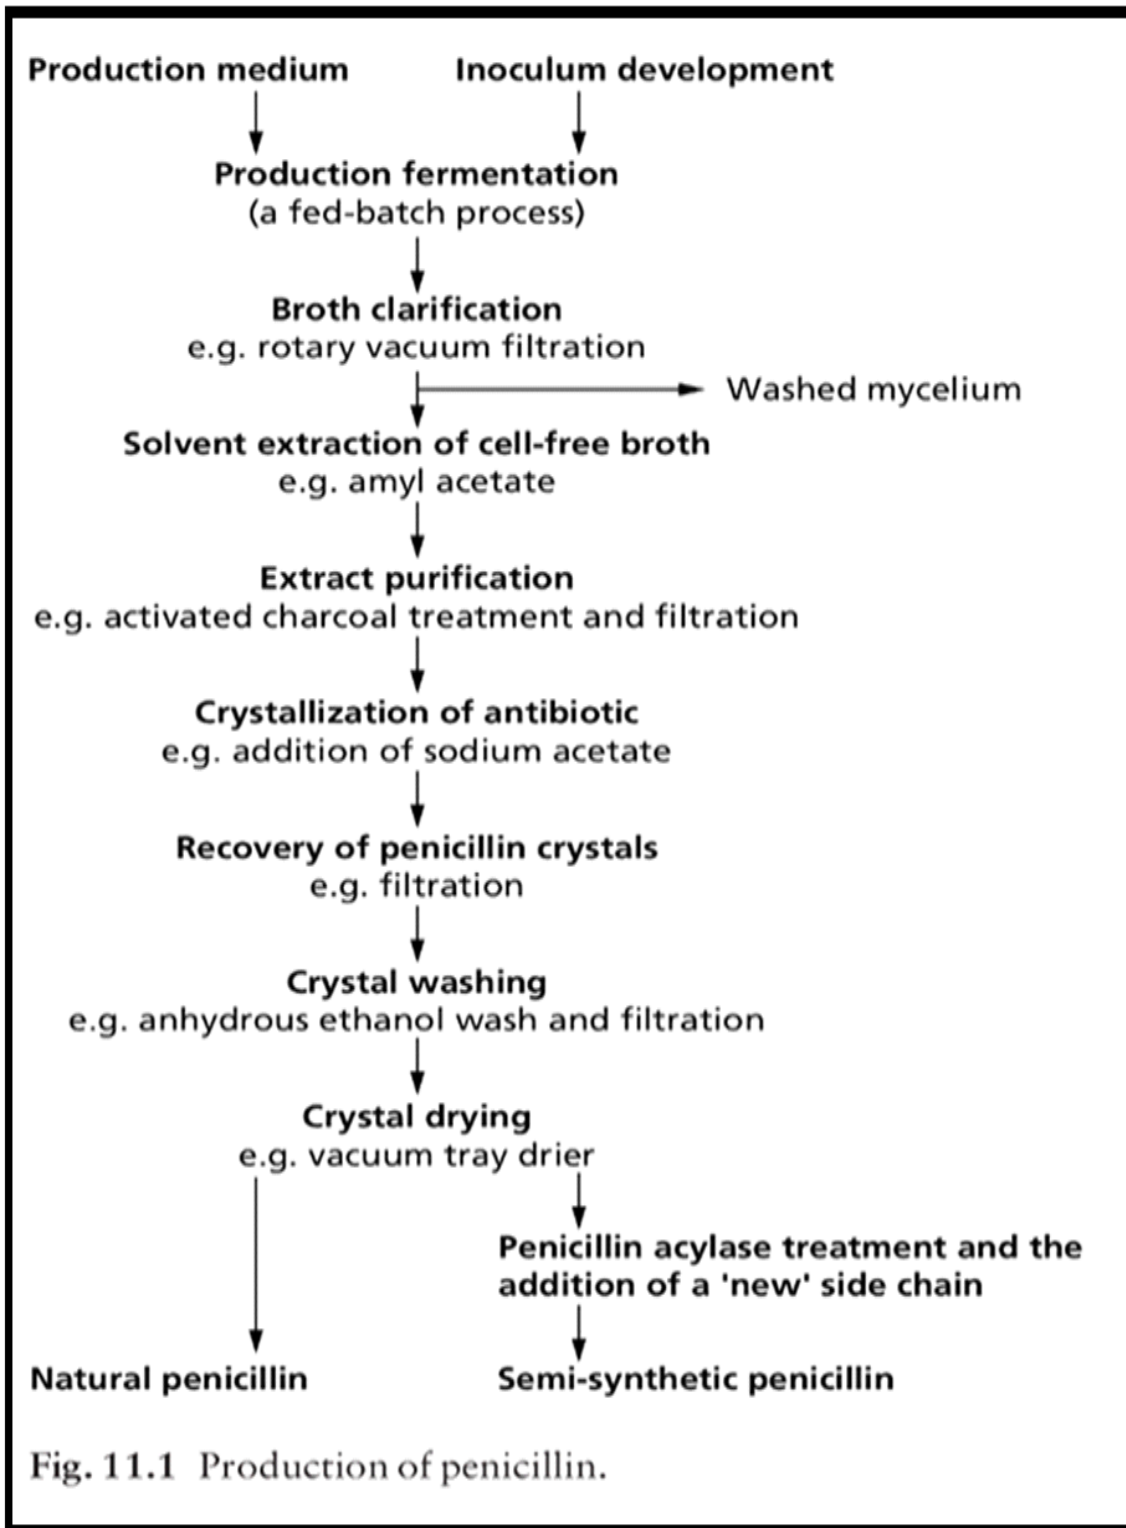 Production medium
Inoculum development
Production fermentation
(a fed-batch process)
Broth clarification
e.g. rotary vacuum filtration
Washed mycelium
Solvent extraction of cell-free broth
e.g. amyl acetate
Extract purification
e.g. activated charcoal treatment and filtration
Crystallization of antibiotic
e.g. addition of sodium acetate
Recovery of penicillin crystals
e.g. filtration
Crystal washing
e.g. anhydrous ethanol wash and filtration
Crystal drying
e.g. vacuum tray drier
Penicillin acylase treatment and the
addition of a 'new' side chain
Natural penicillin
Semi-synthetic penicillin
Fig. 11.1 Production of penicillin.